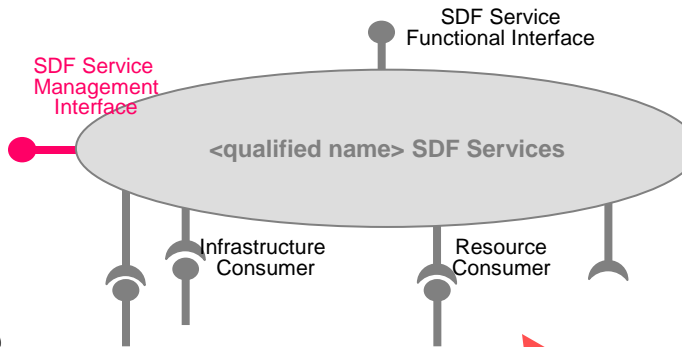 SDF Service
Functional Interface
SDF Service
Management
Interface
<qualified name> SDF Services
Infrastructure
Consumer
Resource
Consumer